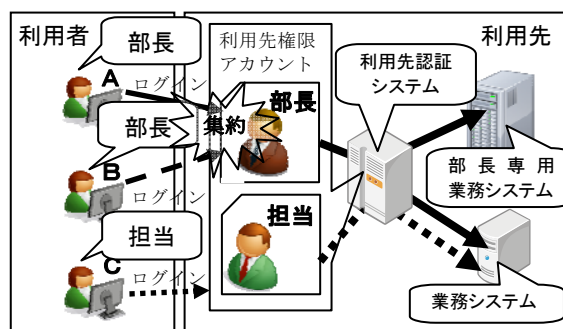 利用者
利用先
部長
利用先権限
アカウント
利用先認証
システム
A
ログイン
部長
集約
部長
B
ログイン
部 長 専 用
業務システム
担当
担当
C
ログイン
業務システム